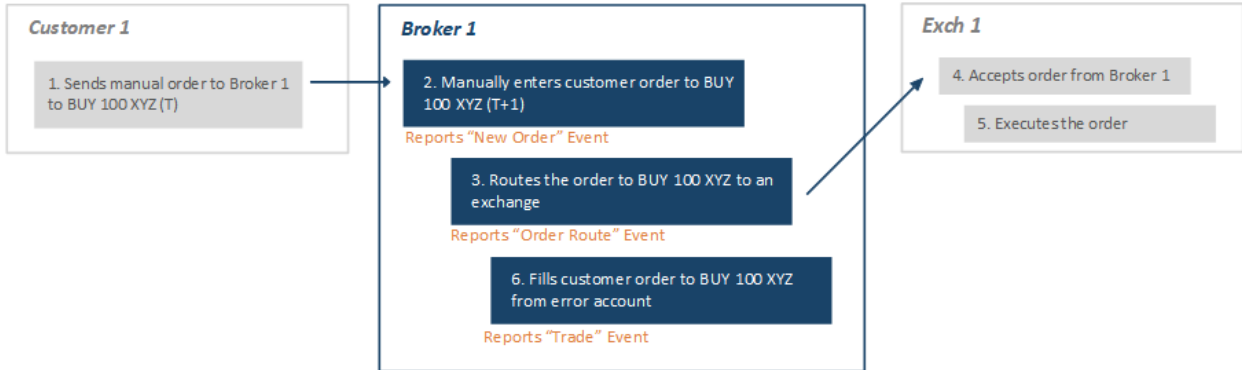 Customer 1
1. Sends manual order to Broker 1
to BUY 100 XYZ (T)
Broker 1
2. Manually enters customer order to BUY
100 XYZ (T+1)
Reports “New Order” Event
3. Routes the order to BUY 100 XYZ to an
exchange
Reports “Order Route” Event
6. Fills customer order to BUY 100 XYZ
from error account
Reports “Trade” Event
Exch 1
4. Accepts order from Broker 1
5. Executes the order